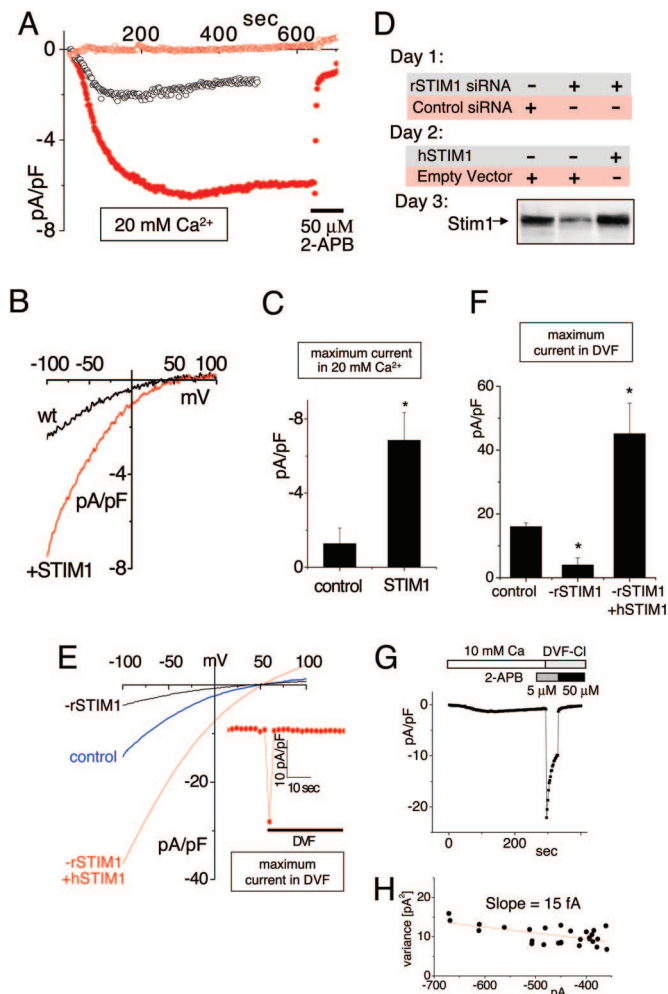 A
sec
200 400 600
0
-4
-8
pA/pF
20 mM Ca2+
50 μM
2-APB
D
Day 1:
rSTIM1 siRNA - + +
Control siRNA + - -
Day 2:
hSTIM1 - - +
Empty Vector + + -
Day 3:
Stim1→
B
-100 -50 50 100
mV
wt
-4
pA/pF
+STIM1
-8
C
maximum current
in 20 mM Ca2+
-8
-4
0
pA/pF
*
control STIM1
F
maximum
current in DVF
60
40
20
0
pA/pF
*
*
control -rSTIM1 -rSTIM1
+hSTIM1
E
mV
-100 -50 50 100
-rSTIM1
control
-20
pA/pF
-rSTIM1
+hSTIM1
-40
10 pA/pF
10 sec
DVF
maximum
current in DVF
G
10 mM Ca DVF-Cl
2-APB
5 μM 50 μM
pA/pF
0
-10
-20
0 200
sec
H
Slope = 15 fA
variance [pA2]
20
10
0
-700 -600 -500 -400
pA